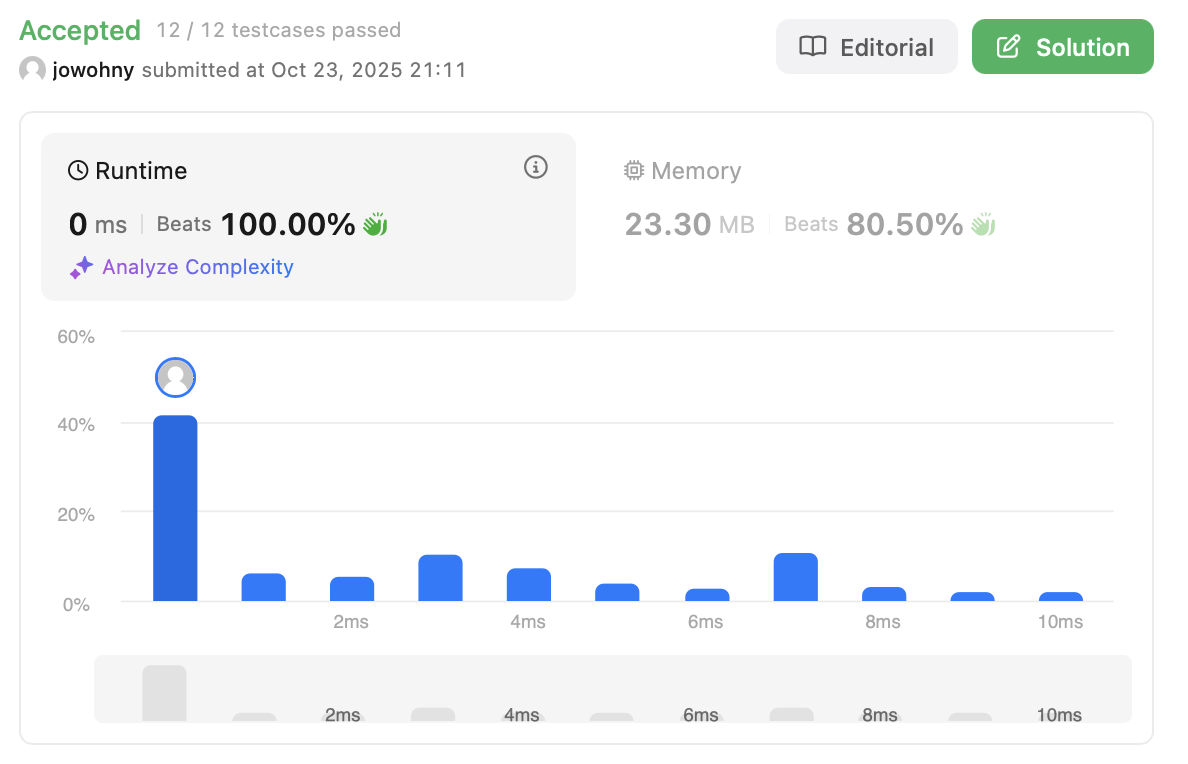 Accepted 12 / 12 testcases passed
jowohny submitted at Oct 23, 2025 21:11
Editorial
Solution
Runtime
0 ms Beats 100.00%
Analyze Complexity
Memory
23.30 MB Beats 80.50%
60%
40%
20%
0%
2ms 4ms 6ms 8ms 10ms
2ms 4ms 6ms 8ms 10ms